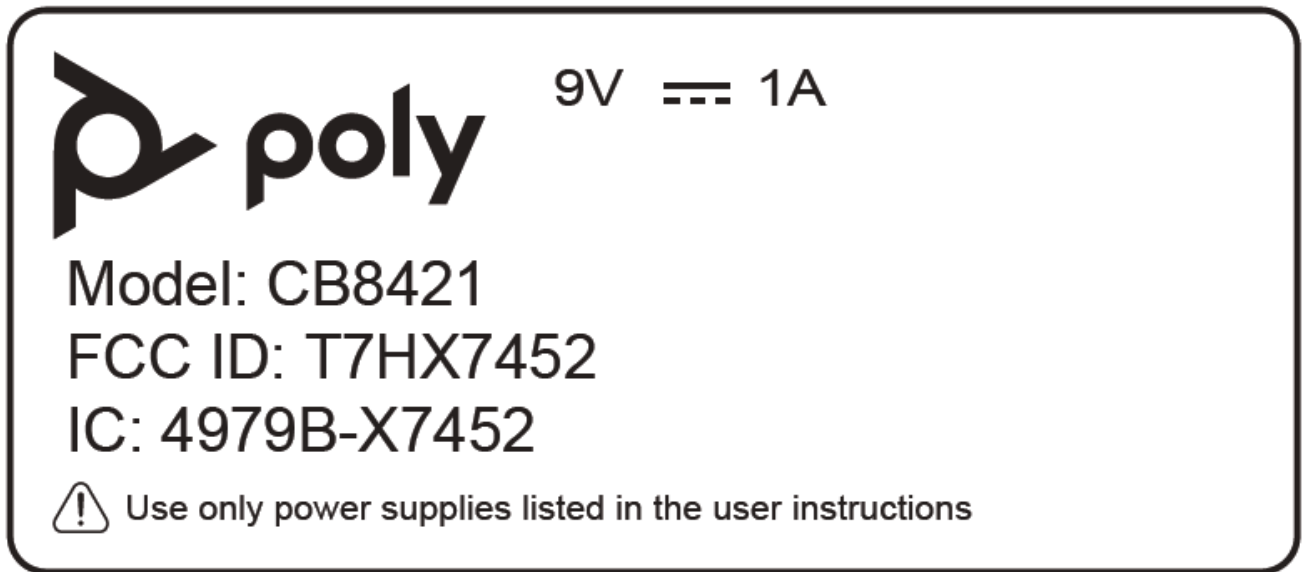 poly
9V ⎓ 1A
Model: CB8421
FCC ID: T7HX7452
IC: 4979B-X7452
Use only power supplies listed in the user instructions